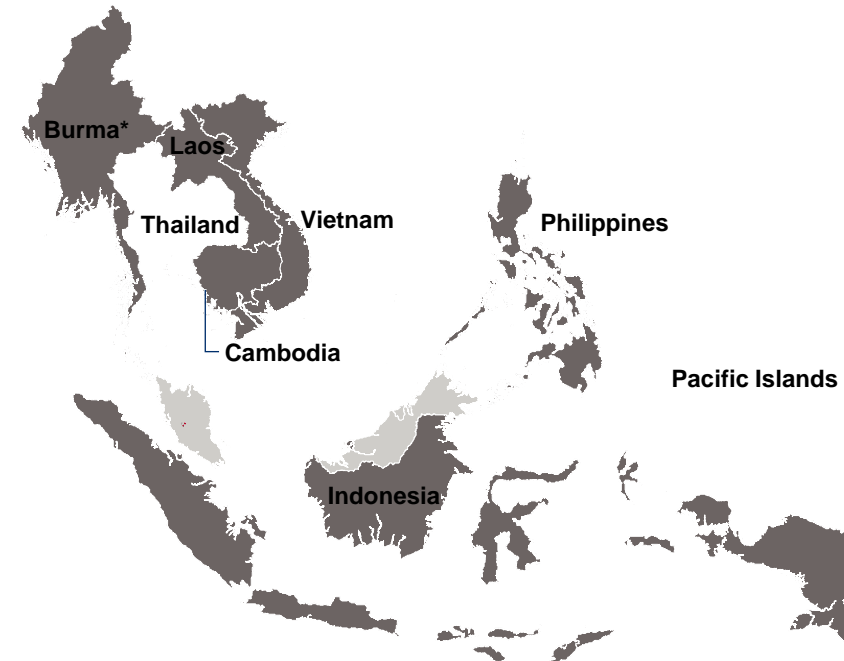 Burma*
Laos
Thailand
Vietnam
Philippines
Cambodia
Pacific Islands
Indonesia